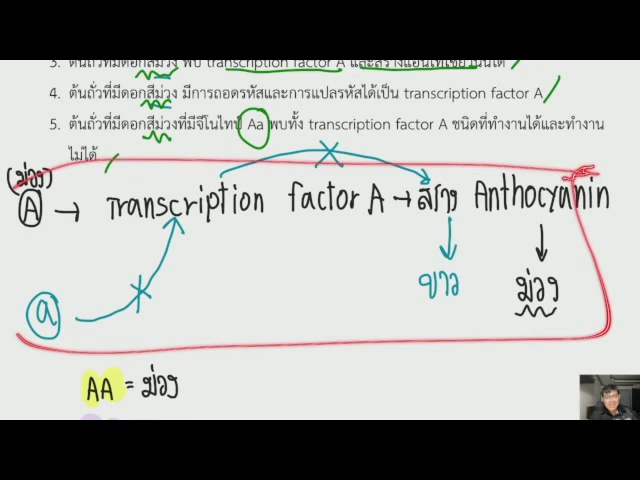 3. ต้นถั่วที่มีดอกสีม่วง พบ transcription factor A และสร้างแอนโทไซยานินได้
4. ต้นถั่วที่มีดอกสีม่วง มีการถอดรหัสและการแปลรหัสได้เป็น transcription factor A
5. ต้นถั่วที่มีดอกสีม่วงที่มีจีโนไทป์ Aa พบทั้ง transcription factor A ชนิดที่ทำงานได้และทำงาน
ไม่ได้
(ม่วง)
A → Transcription factor A → สร้าง Anthocyanin
a ขาว ม่วง
AA = ม่วง